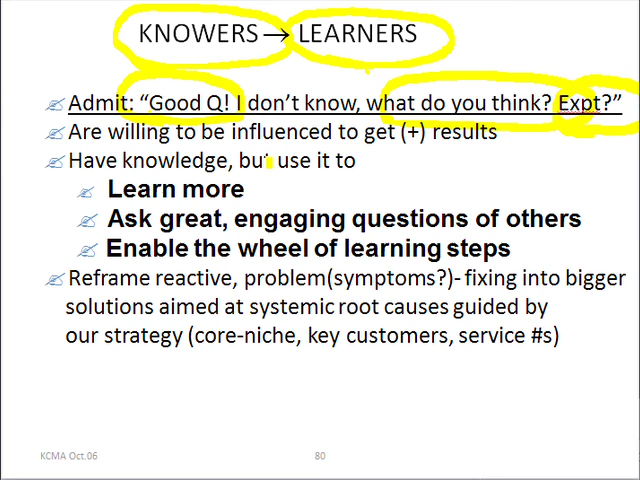 KNOWERS → LEARNERS
Admit: “Good Q! I don’t know, what do you think? Expt?”
Are willing to be influenced to get (+) results
Have knowledge, but use it to
Learn more
Ask great, engaging questions of others
Enable the wheel of learning steps
Reframe reactive, problem(symptoms?)- fixing into bigger
solutions aimed at systemic root causes guided by
our strategy (core-niche, key customers, service #s)
KCMA Oct.06
80